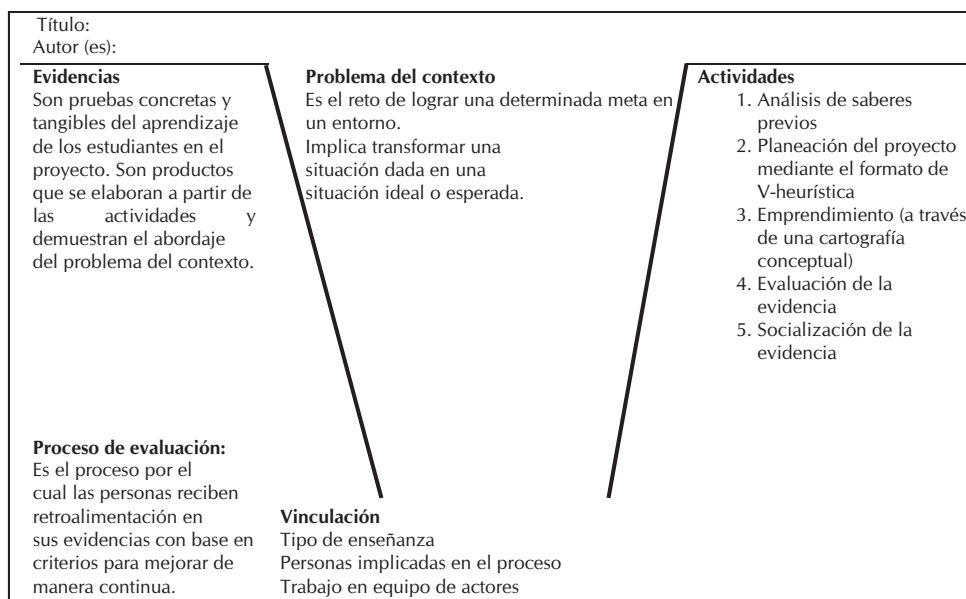 Título:
Autor (es):
Evidencias
Son pruebas concretas y
tangibles del aprendizaje
de los estudiantes en el
proyecto. Son productos
que se elaboran a partir de
las actividades y
demuestran el abordaje
del problema del contexto.
Problema del contexto
Es el reto de lograr una determinada meta en
un entorno.
Implica transformar una
situación dada en una
situación ideal o esperada.
Actividades
1. Análisis de saberes
previos
2. Planeación del proyecto
mediante el formato de
V-heurística
3. Emprendimiento (a través
de una cartografía
conceptual)
4. Evaluación de la
evidencia
5. Socialización de la
evidencia
Proceso de evaluación:
Es el proceso por el
cual las personas reciben
retroalimentación en
sus evidencias con base en
criterios para mejorar de
manera continua.
Vinculación
Tipo de enseñanza
Personas implicadas en el proceso
Trabajo en equipo de actores